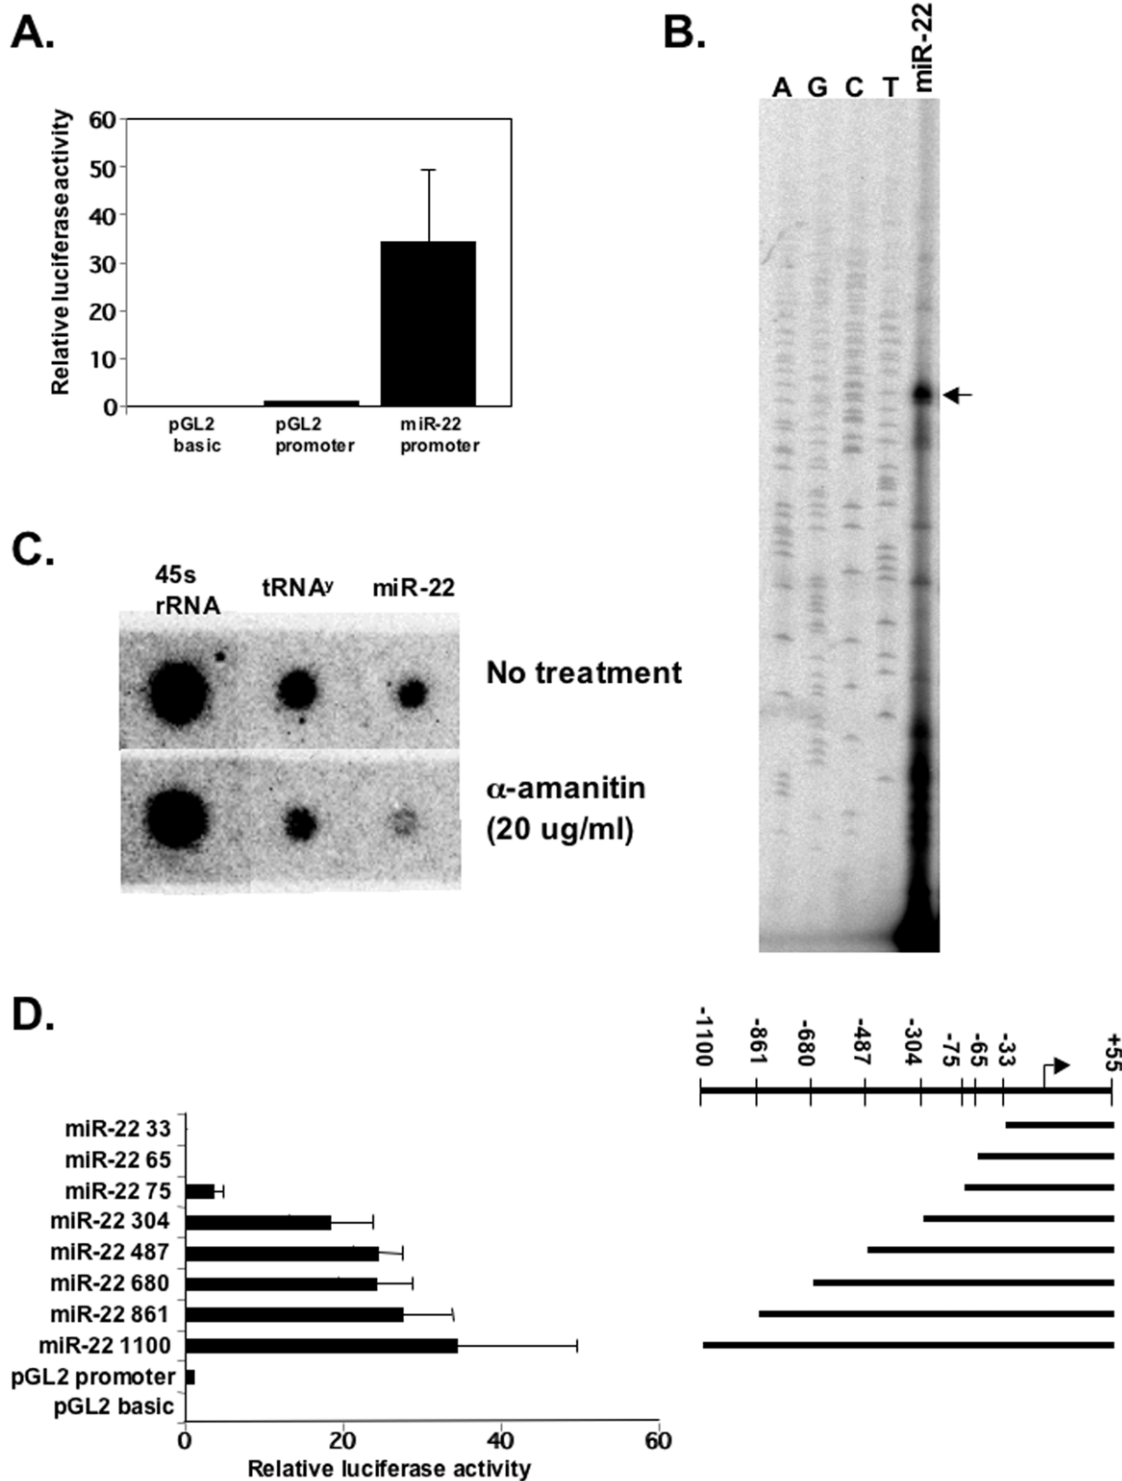 A.
Relative luciferase activity
60
50
40
30
20
10
0
pGL2
basic
pGL2
promoter
miR-22
promoter
B.
A G C T miR-22
C.
45s
rRNA
tRNAʸ
miR-22
No treatment
α-amanitin
(20 ug/ml)
D.
miR-22 33
miR-22 65
miR-22 75
miR-22 304
miR-22 487
miR-22 680
miR-22 861
miR-22 1100
pGL2 promoter
pGL2 basic
0 20 40 60
Relative luciferase activity
-1100 -861 -680 -487 -304 -75 -65 -33 +55